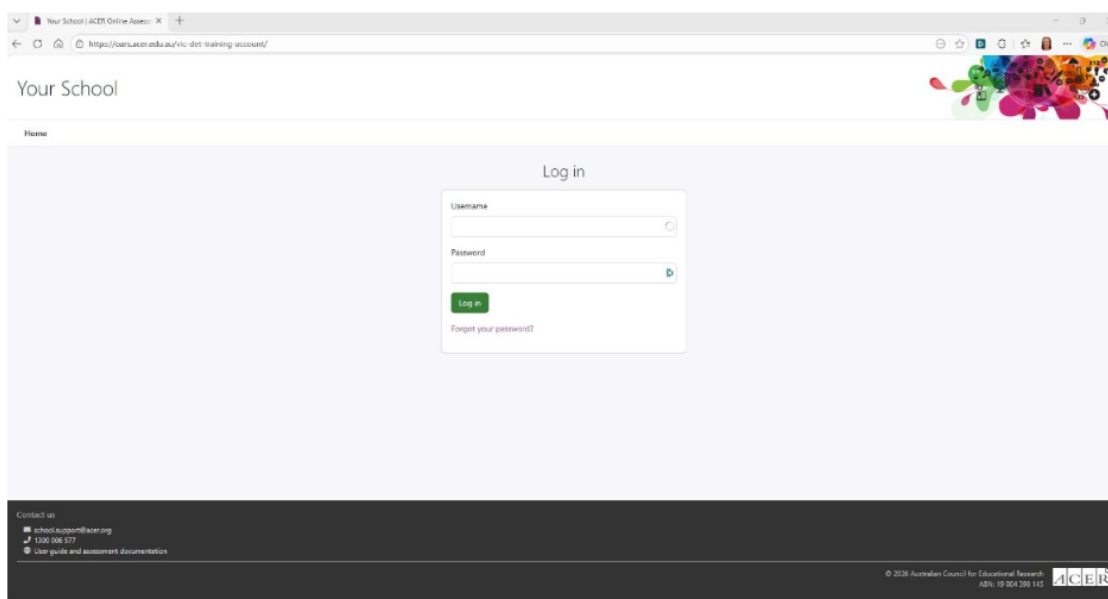 Your School | ACER Online Assess
https://oars.acer.edu.au/vic-det-training-account/
Your School
Home
Log in
Username
Password
Log in
Forgot your password?
Contact us
school.support@acer.org
1300 006 577
User guide and assessment documentation
© 2026 Australian Council for Educational Research
ABN: 19 004 398 145
ACER